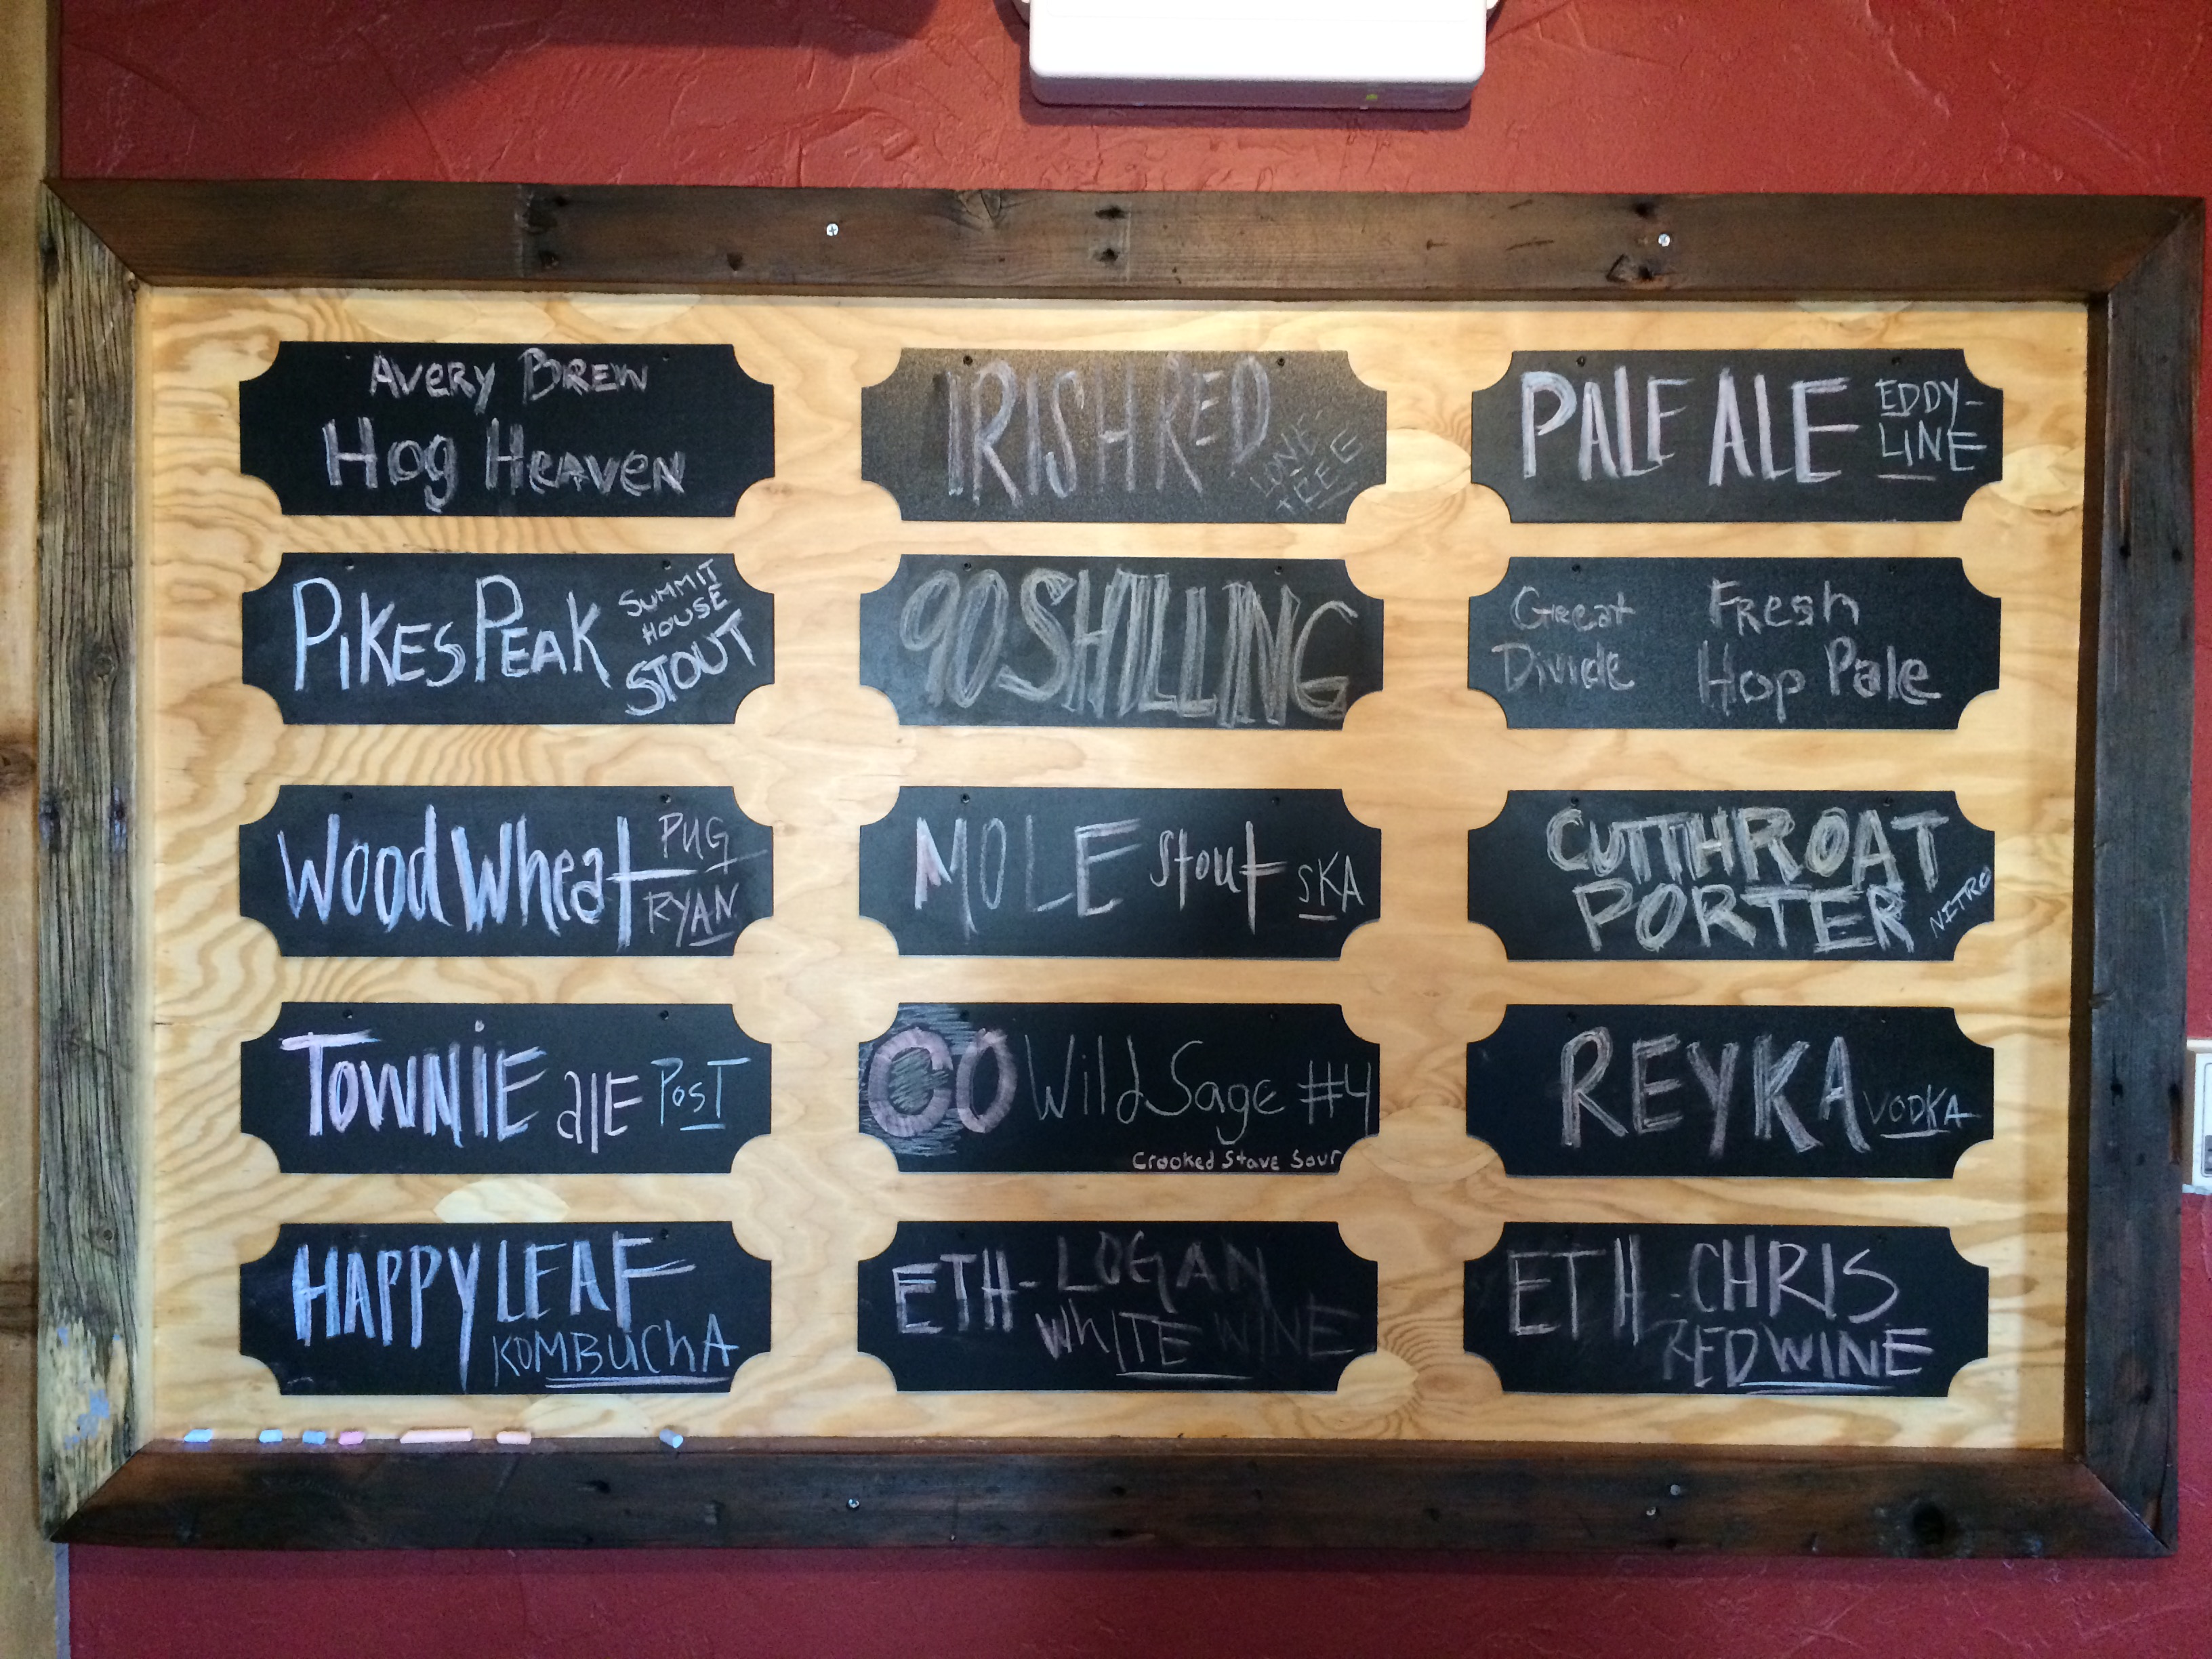 AVERY BREW
HOG HEAVEN
IRISH RED
LONE
TREE
PALE ALE
EDDY-
LINE
PIKES PEAK
SUMMIT
HOUSE
STOUT
90 SHILLING
Great
Divide
Fresh
Hop Pale
Wood Wheat
PUG
RYAN
MOLE stout SKA
CUTTHROAT
PORTER
NITRO
TOWNiE alE POST
CO Wild Sage #4
Crooked Stave Sour
REYKA VODKA
HAPPY LEAF
KOMBUChA
ETH-LOGAN
WhITE WINE
ETH-CHRIS
RED WINE